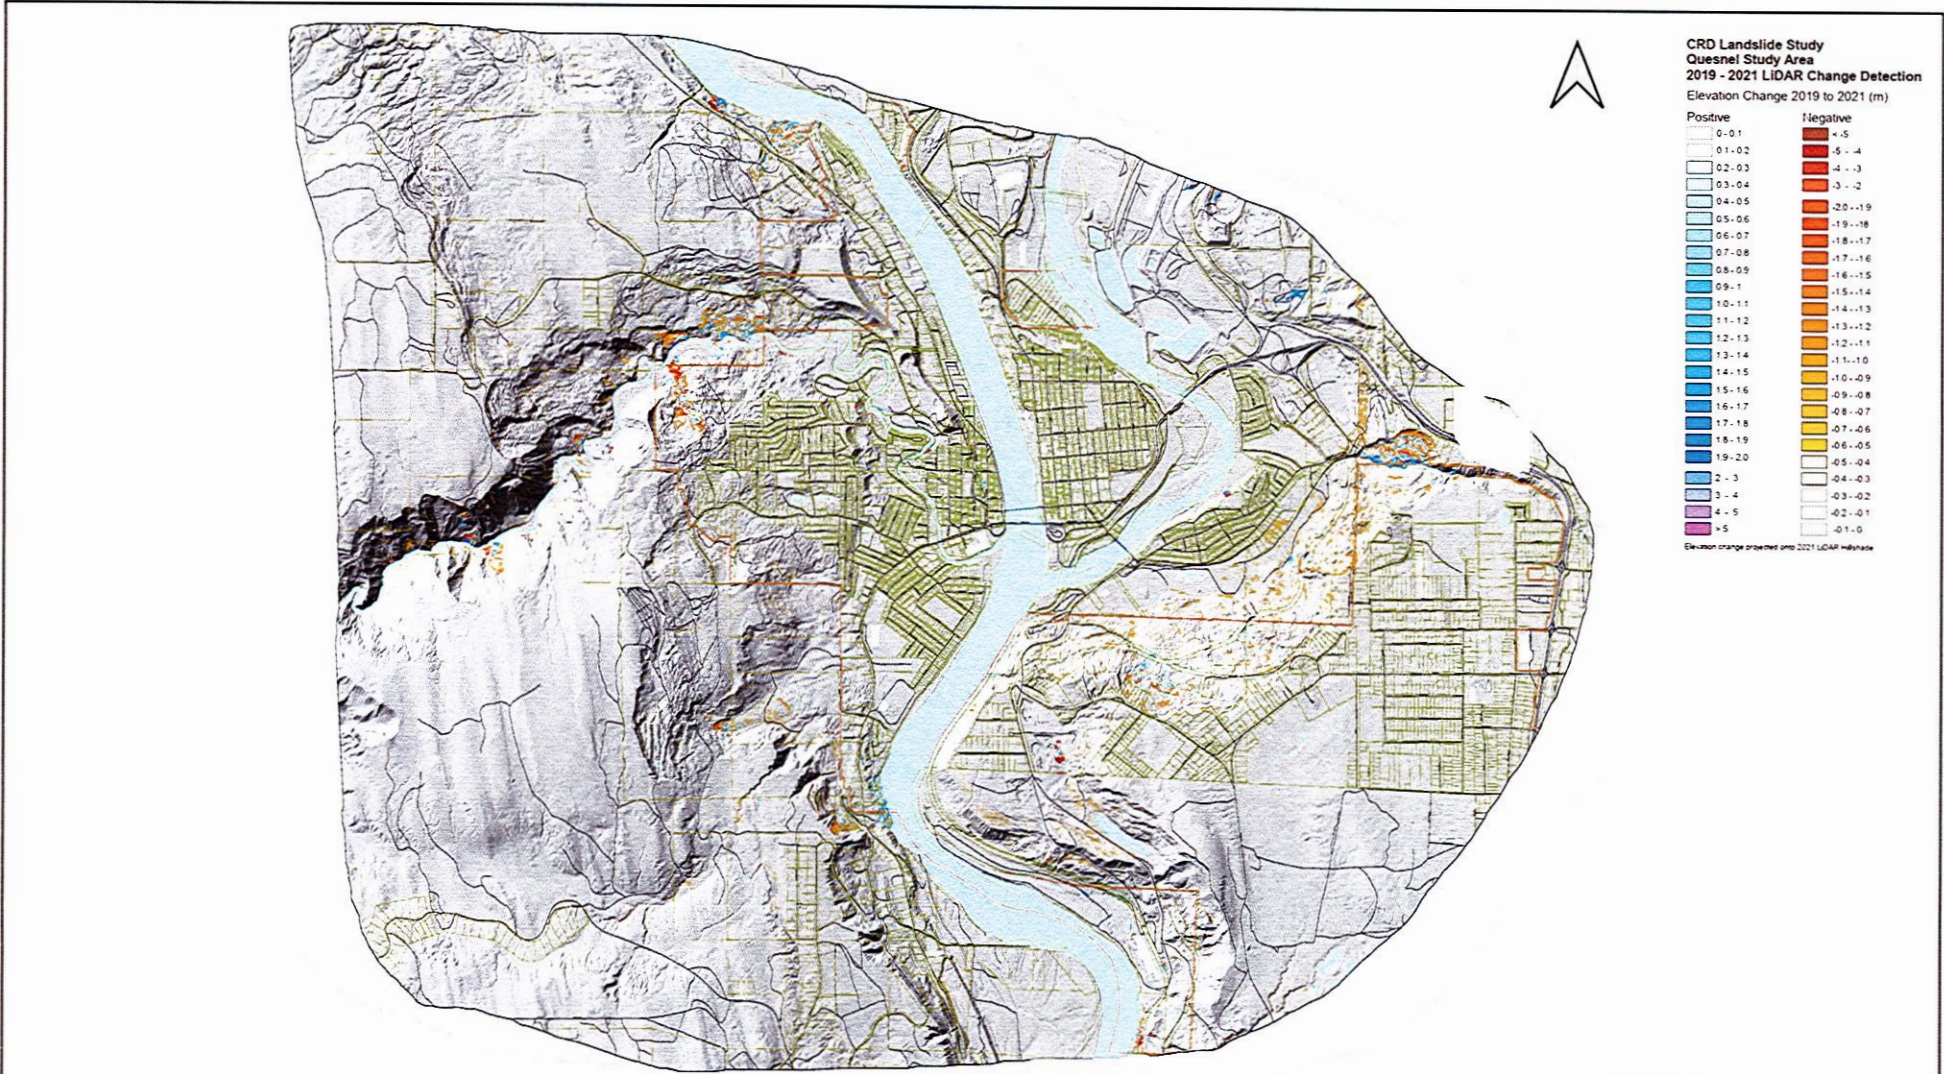 CRD Landslide Study
Quesnel Study Area
2019 - 2021 LiDAR Change Detection
Elevation Change 2019 to 2021 (m)
Positive
0 - 0.1
0.1 - 0.2
0.2 - 0.3
0.3 - 0.4
0.4 - 0.5
0.5 - 0.6
0.6 - 0.7
0.7 - 0.8
0.8 - 0.9
0.9 - 1
1.0 - 1.1
1.1 - 1.2
1.2 - 1.3
1.3 - 1.4
1.4 - 1.5
1.5 - 1.6
1.6 - 1.7
1.7 - 1.8
1.8 - 1.9
1.9 - 2.0
2 - 3
3 - 4
4 - 5
> 5
Negative
< -5
-5 - -4
-4 - -3
-3 - -2
-2.0 - -1.9
-1.9 - -18
-1.8 - -1.7
-1.7 - -1.6
-1.6 - -1.5
-1.5 - -1.4
-1.4 - -1.3
-1.3 - -1.2
-1.2 - -1.1
-1.1 - -1.0
-1.0 - -0.9
-0.9 - -0.8
-0.8 - -0.7
-0.7 - -0.6
-0.6 - -0.5
-0.5 - -0.4
-0.4 - -0.3
-0.3 - -0.2
-0.2 - -0.1
-0.1 - 0
Elevation change projected onto 2021 LiDAR Hillshade